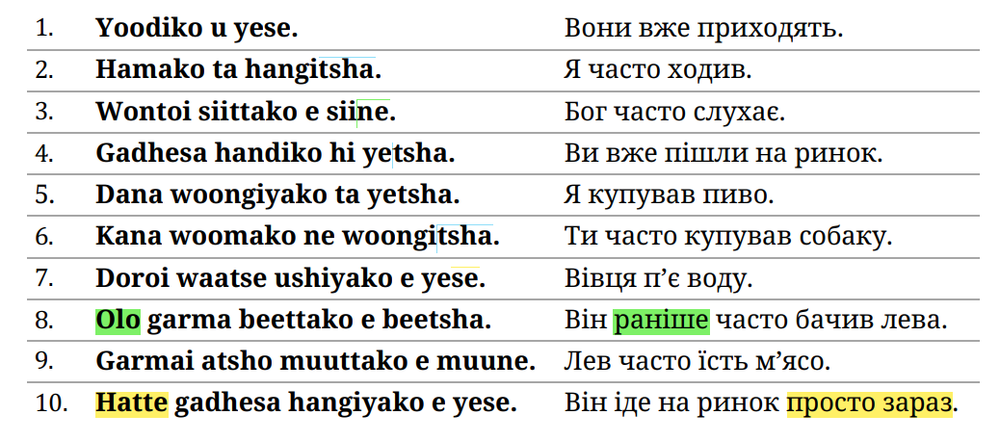 1. Yoodiko u yese. Вони вже приходять.
2. Hamako ta hangitsha. Я часто ходив.
3. Wontoi siittako e siine. Бог часто слухає.
4. Gadhesa handiko hi yetsha. Ви вже пішли на ринок.
5. Dana woongiyako ta yetsha. Я купував пиво.
6. Kana woomako ne woongitsha. Ти часто купував собаку.
7. Doroi waatse ushiyako e yese. Вівця п’є воду.
8. Olo garma beettako e beetsha. Він раніше часто бачив лева.
9. Garmai atsho muuttako e muune. Лев часто їсть м’ясо.
10. Hatte gadhesa hangiyako e yese. Він іде на ринок просто зараз.